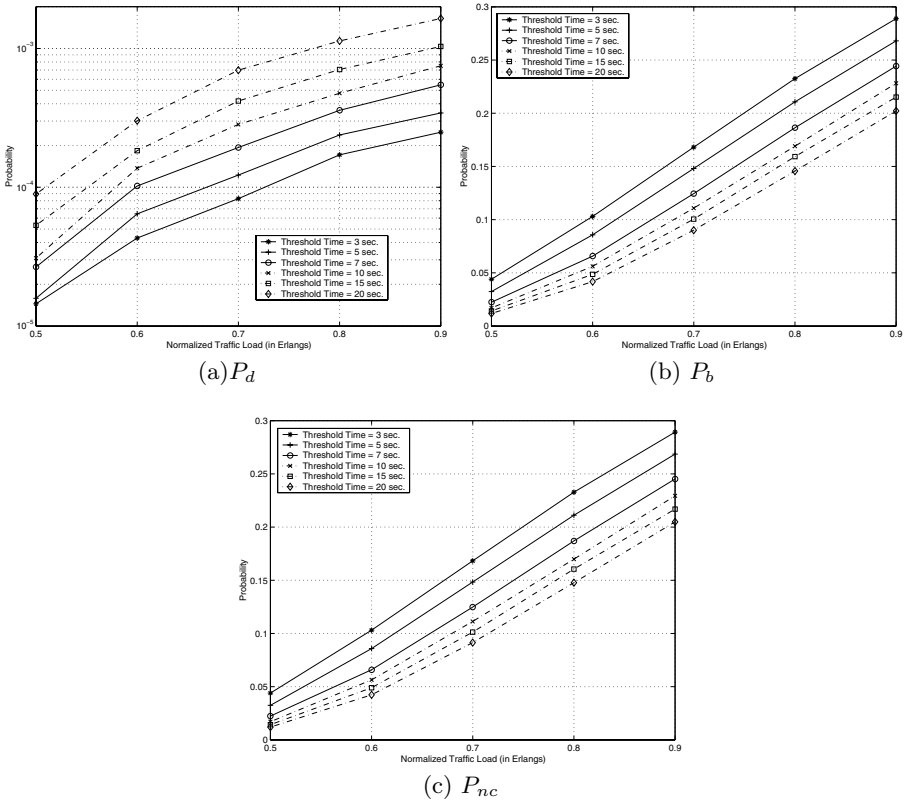 10^{-3}
10^{-4}
10^{-5}
Probability
Threshold Time = 3 sec.
Threshold Time = 5 sec.
Threshold Time = 7 sec.
Threshold Time = 10 sec.
Threshold Time = 15 sec.
Threshold Time = 20 sec.
0.5 0.6 0.7 0.8 0.9
Normalized Traffic Load (in Erlangs)
(a)P_d
0.3
0.25
0.2
0.15
0.1
0.05
0
Probability
Threshold Time = 3 sec.
Threshold Time = 5 sec.
Threshold Time = 7 sec.
Threshold Time = 10 sec.
Threshold Time = 15 sec.
Threshold Time = 20 sec.
0.5 0.6 0.7 0.8 0.9
Normalized Traffic Load (in Erlangs)
(b) P_b
0.3
0.25
0.2
0.15
0.1
0.05
0
Probability
Threshold Time = 3 sec.
Threshold Time = 5 sec.
Threshold Time = 7 sec.
Threshold Time = 10 sec.
Threshold Time = 15 sec.
Threshold Time = 20 sec.
0.5 0.6 0.7 0.8 0.9
Normalized Traffic Load (in Erlangs)
(c) P_{nc}